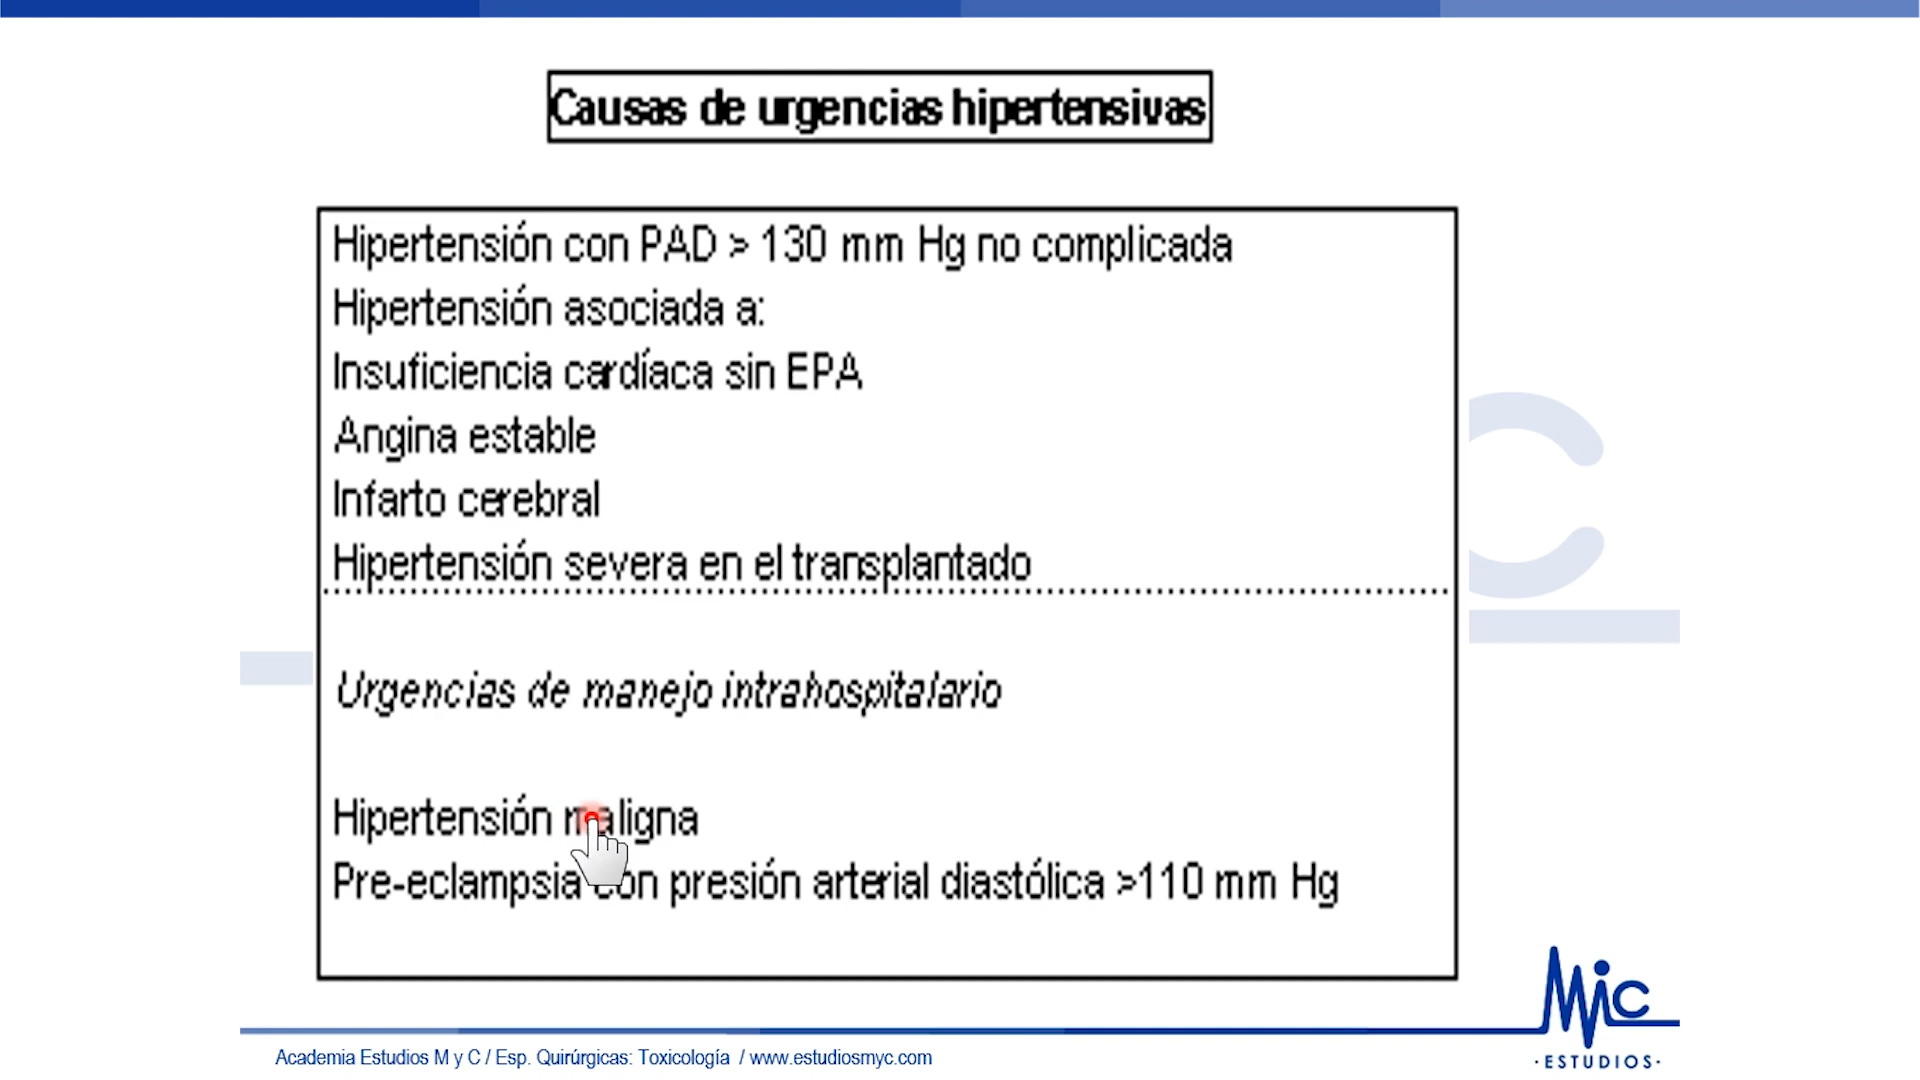 Causas de urgencias hipertensivas
Hipertensión con PAD > 130 mm Hg no complicada
Hipertensión asociada a:
Insuficiencia cardíaca sin EPA
Angina estable
Infarto cerebral
Hipertensión severa en el transplantado
Urgencias de manejo intrahospitalario
Hipertensión maligna
Pre-eclampsia con presión arterial diastólica >110 mm Hg
MiC
·ESTUDIOS·
Academia Estudios M y C / Esp. Quirúrgicas: Toxicología / www.estudiosmyc.com